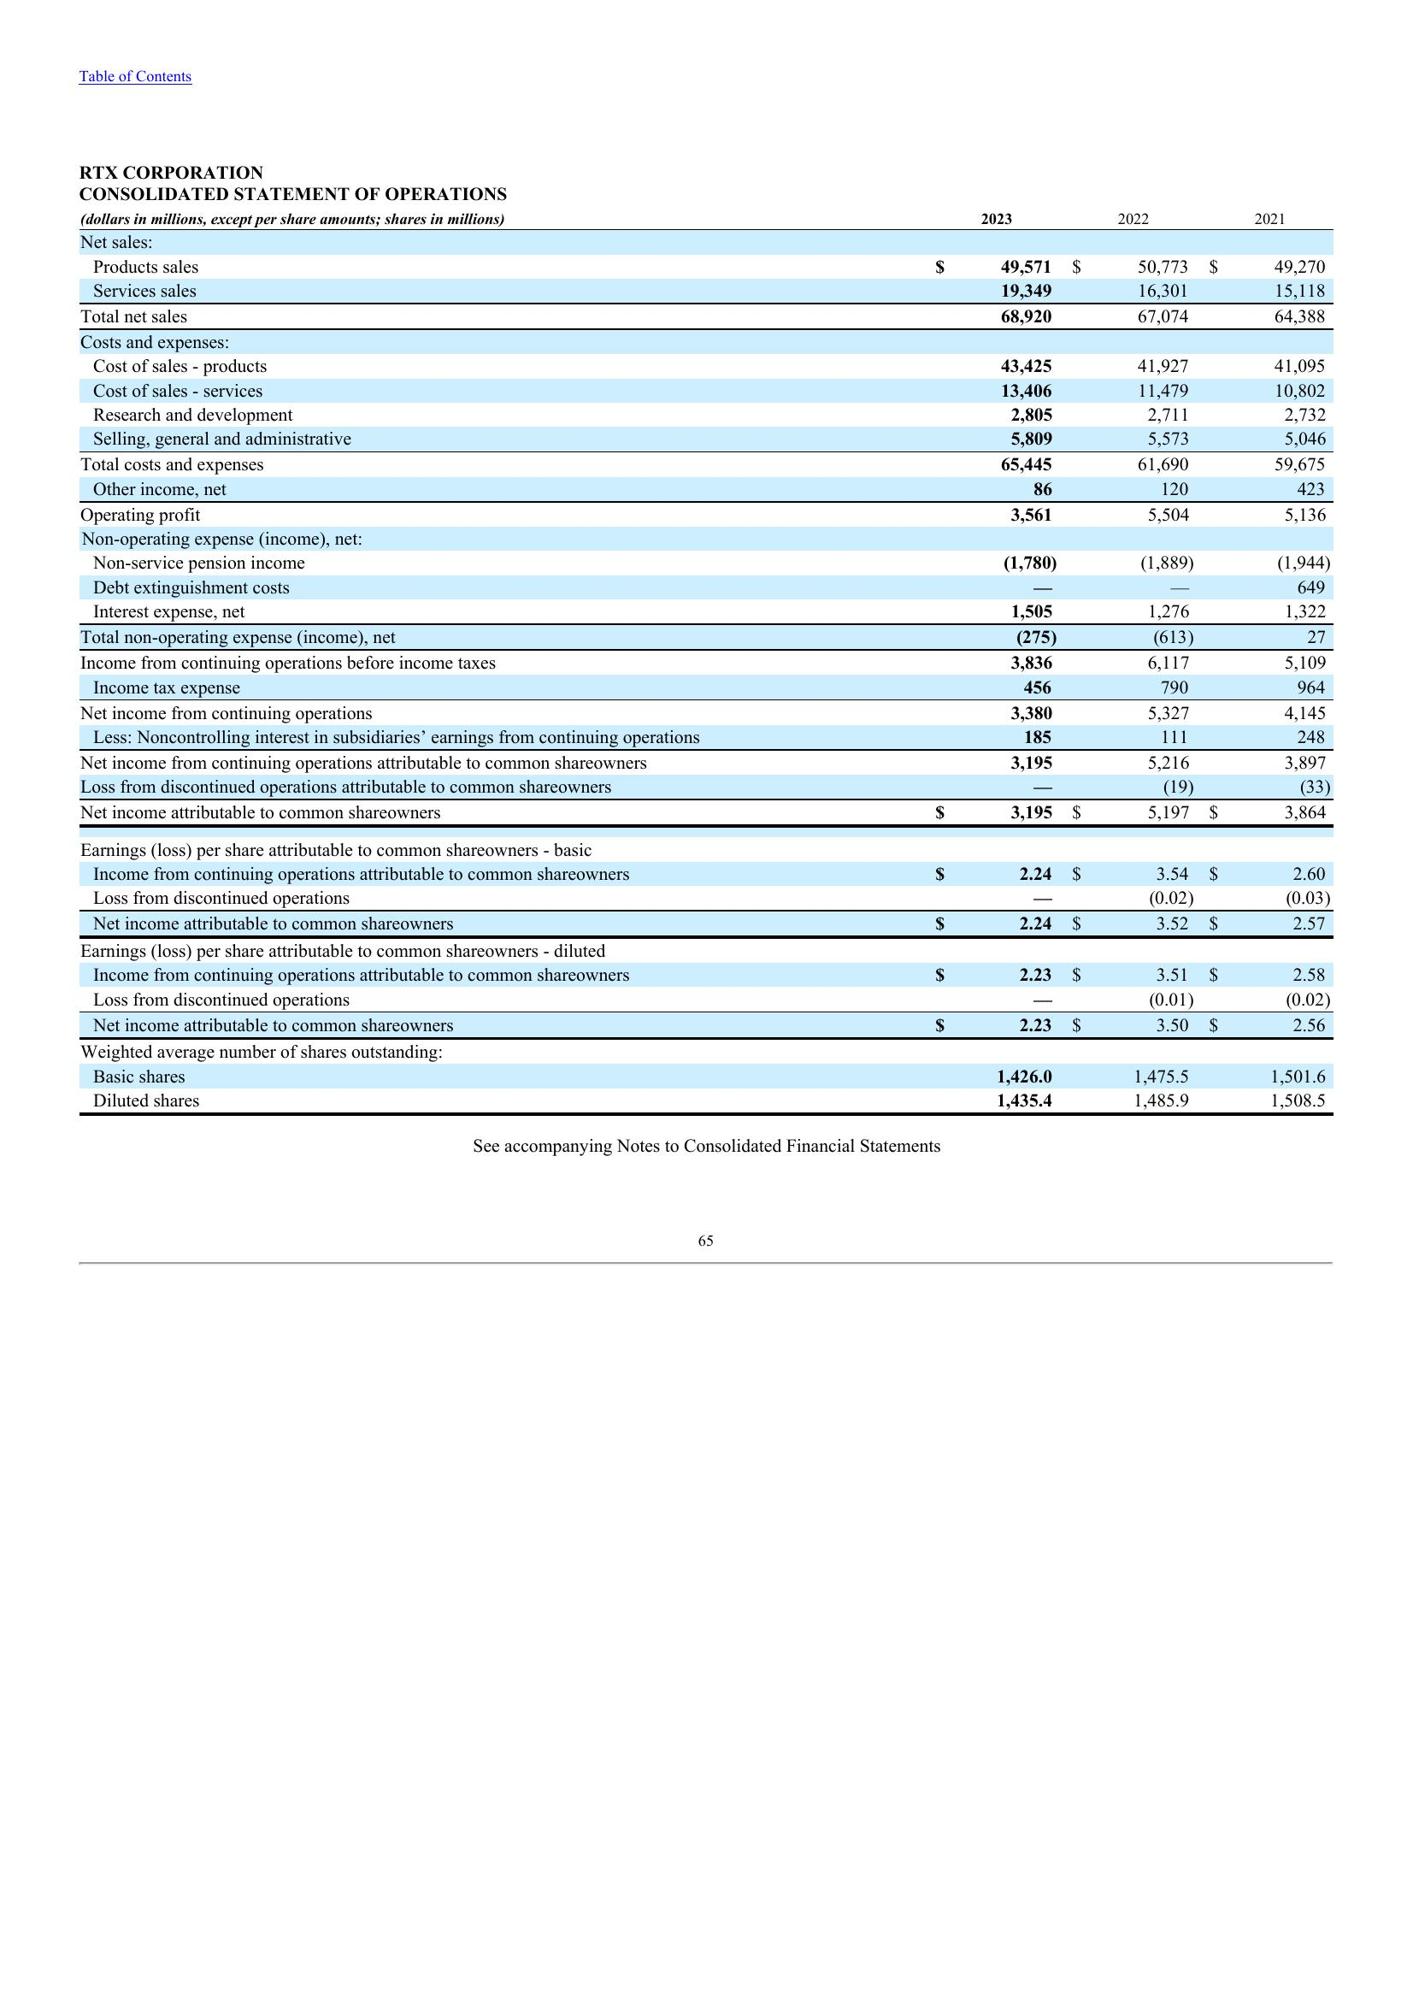 Table of Contents
RTX CORPORATION
CONSOLIDATED STATEMENT OF OPERATIONS
(dollars in millions, except per share amounts; shares in millions) 2023 2022 2021
Net sales:
Products sales $ 49,571 $ 50,773 $ 49,270
Services sales 19,349 16,301 15,118
Total net sales 68,920 67,074 64,388
Costs and expenses:
Cost of sales - products 43,425 41,927 41,095
Cost of sales - services 13,406 11,479 10,802
Research and development 2,805 2,711 2,732
Selling, general and administrative 5,809 5,573 5,046
Total costs and expenses 65,445 61,690 59,675
Other income, net 86 120 423
Operating profit 3,561 5,504 5,136
Non-operating expense (income), net:
Non-service pension income (1,780) (1,889) (1,944)
Debt extinguishment costs — — 649
Interest expense, net 1,505 1,276 1,322
Total non-operating expense (income), net (275) (613) 27
Income from continuing operations before income taxes 3,836 6,117 5,109
Income tax expense 456 790 964
Net income from continuing operations 3,380 5,327 4,145
Less: Noncontrolling interest in subsidiaries’ earnings from continuing operations 185 111 248
Net income from continuing operations attributable to common shareowners 3,195 5,216 3,897
Loss from discontinued operations attributable to common shareowners — (19) (33)
Net income attributable to common shareowners $ 3,195 $ 5,197 $ 3,864
Earnings (loss) per share attributable to common shareowners - basic
Income from continuing operations attributable to common shareowners $ 2.24 $ 3.54 $ 2.60
Loss from discontinued operations — (0.02) (0.03)
Net income attributable to common shareowners $ 2.24 $ 3.52 $ 2.57
Earnings (loss) per share attributable to common shareowners - diluted
Income from continuing operations attributable to common shareowners $ 2.23 $ 3.51 $ 2.58
Loss from discontinued operations — (0.01) (0.02)
Net income attributable to common shareowners $ 2.23 $ 3.50 $ 2.56
Weighted average number of shares outstanding:
Basic shares 1,426.0 1,475.5 1,501.6
Diluted shares 1,435.4 1,485.9 1,508.5
See accompanying Notes to Consolidated Financial Statements
65